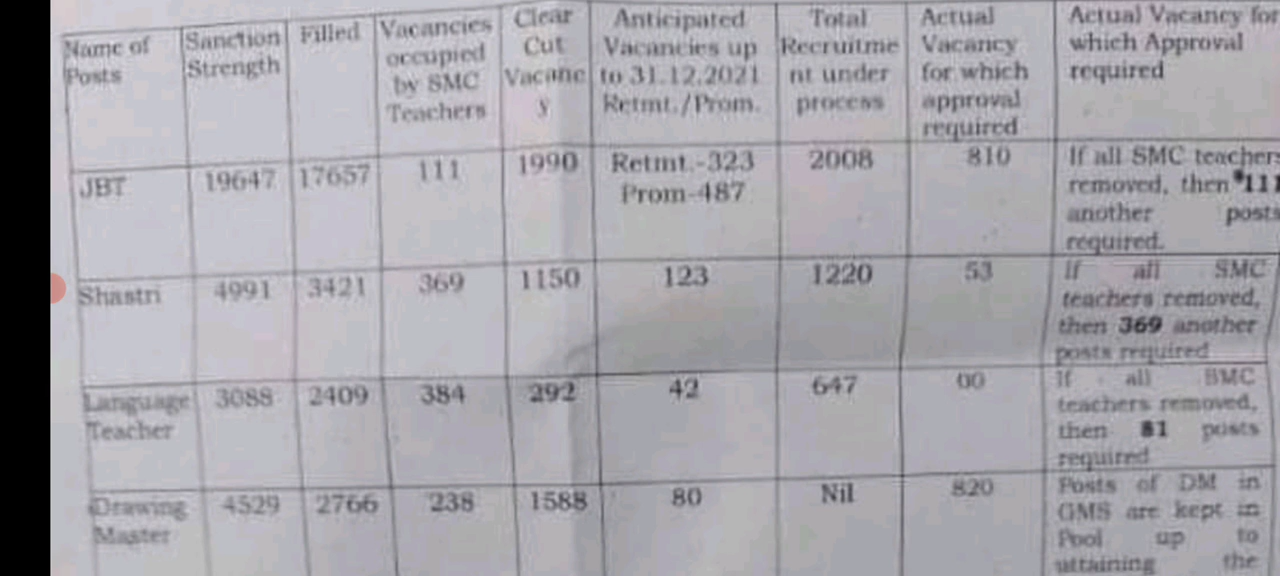 Name of Posts | Sanction Strength | Filled | Vacancies occupied by SMC Teachers | Clear Cut Vacancy | Anticipated Vacancies up to 31.12.2021 Retmt./Prom. | Total Recruitment under process | Actual Vacancy for which approval required | Actual Vacancy for which Approval required
JBT | 19647 | 17657 | 111 | 1990 | Retmt.-323 Prom-487 | 2008 | 810 | If all SMC teachers removed, then *111 another posts required.
Shastri | 4991 | 3421 | 369 | 1150 | 123 | 1220 | 53 | If all SMC teachers removed, then 369 another posts required
Language Teacher | 3088 | 2409 | 384 | 292 | 42 | 647 | 00 | If all SMC teachers removed, then 81 posts required
Drawing Master | 4529 | 2766 | 238 | 1588 | 80 | Nil | 820 | Posts of DM in GMS are kept in Pool up to attaining the